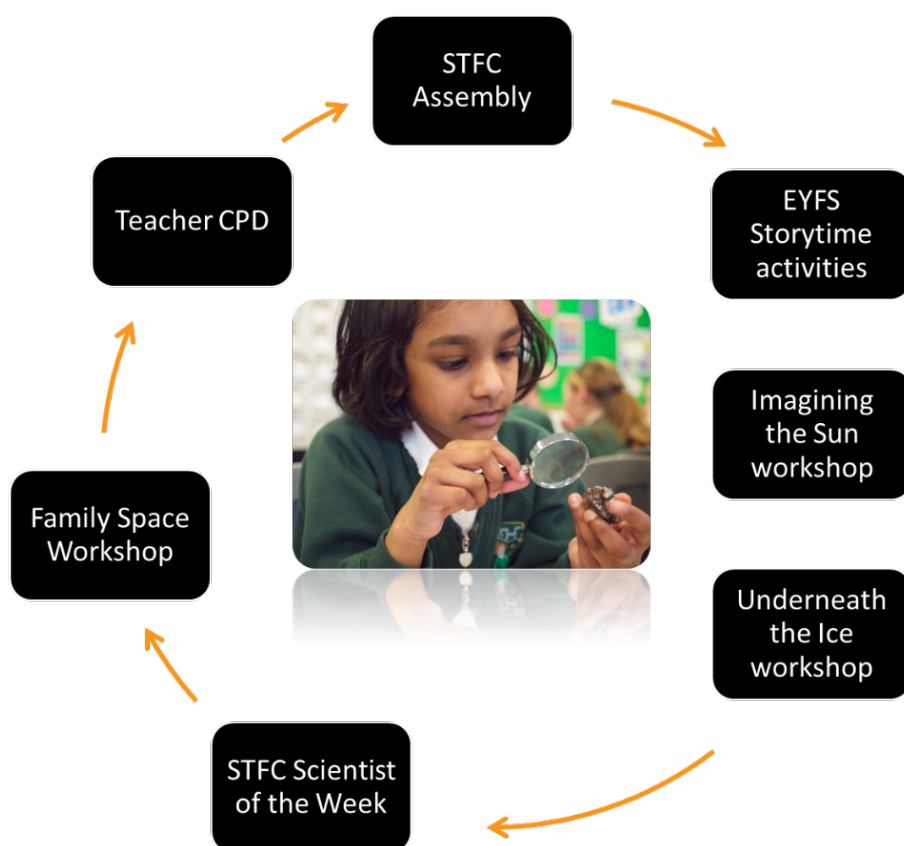 STFC
Assembly
EYFS
Storytime
activities
Imagining
the Sun
workshop
Underneath
the Ice
workshop
STFC Scientist
of the Week
Family Space
Workshop
Teacher CPD